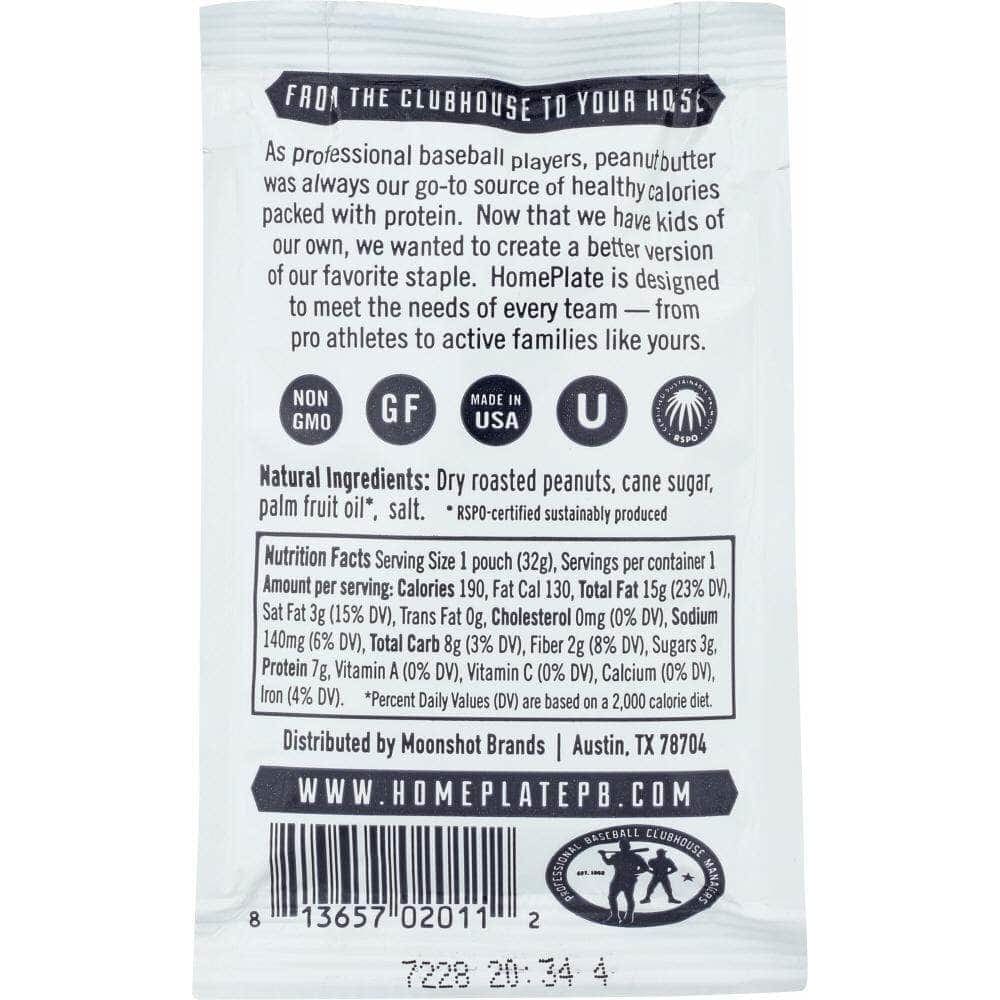 FROM THE CLUBHOUSE TO YOUR HOUSE
As professional baseball players, peanut butter
was always our go-to source of healthy calories
packed with protein. Now that we have kids of
our own, we wanted to create a better version
of our favorite staple. HomePlate is designed
to meet the needs of every team — from
pro athletes to active families like yours.
NON GMO
GF
MADE IN USA
U
CERTIFIED SUSTAINABLE PALM OIL
RSPO
Natural Ingredients: Dry roasted peanuts, cane sugar,
palm fruit oil*, salt. * RSPO-certified sustainably produced
Nutrition Facts Serving Size 1 pouch (32g), Servings per container 1
Amount per serving: Calories 190, Fat Cal 130, Total Fat 15g (23% DV),
Sat Fat 3g (15% DV), Trans Fat 0g, Cholesterol 0mg (0% DV), Sodium
140mg (6% DV), Total Carb 8g (3% DV), Fiber 2g (8% DV), Sugars 3g,
Protein 7g, Vitamin A (0% DV), Vitamin C (0% DV), Calcium (0% DV),
Iron (4% DV). *Percent Daily Values (DV) are based on a 2,000 calorie diet.
Distributed by Moonshot Brands | Austin, TX 78704
WWW.HOMEPLATEPB.COM
PROFESSIONAL BASEBALL CLUBHOUSE MANAGERS
8 13657 02011 2
7228 20:34 4